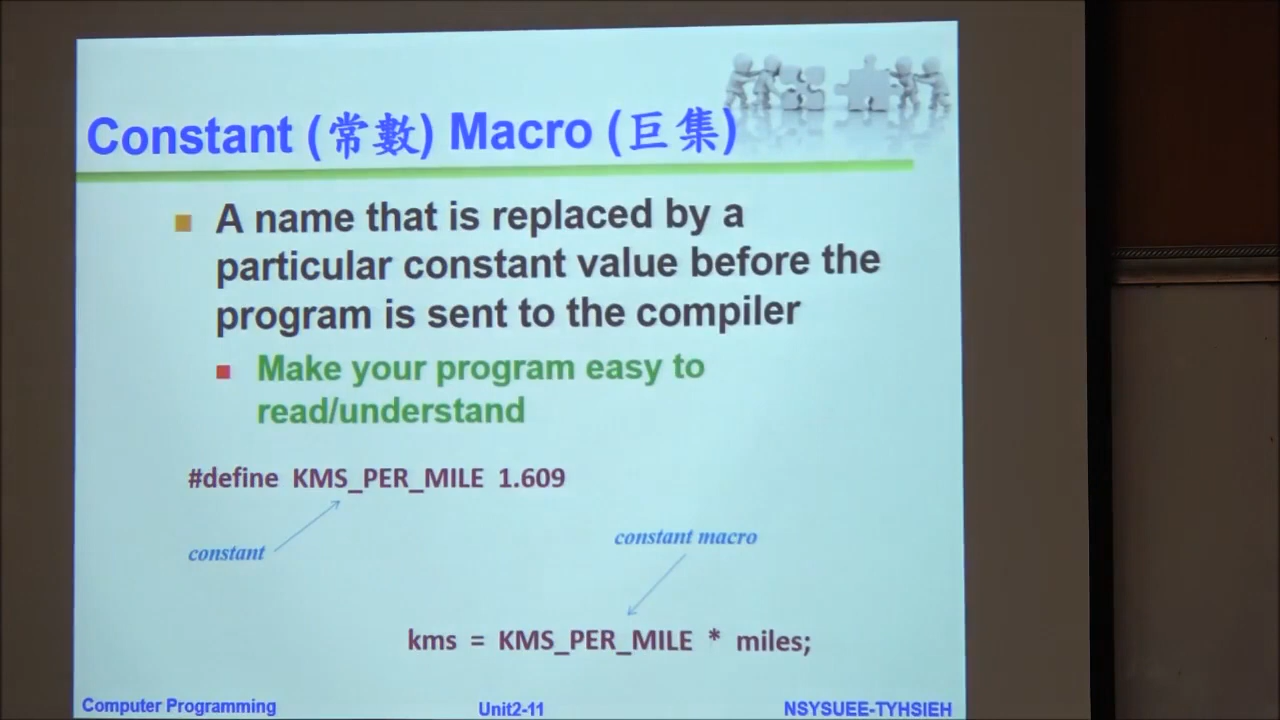 Constant (常數) Macro (巨集)
A name that is replaced by a
particular constant value before the
program is sent to the compiler
Make your program easy to
read/understand
#define KMS_PER_MILE 1.609
constant
constant macro
kms = KMS_PER_MILE * miles;
Computer Programming
Unit2-11
NSYSUEE-TYHSIEH